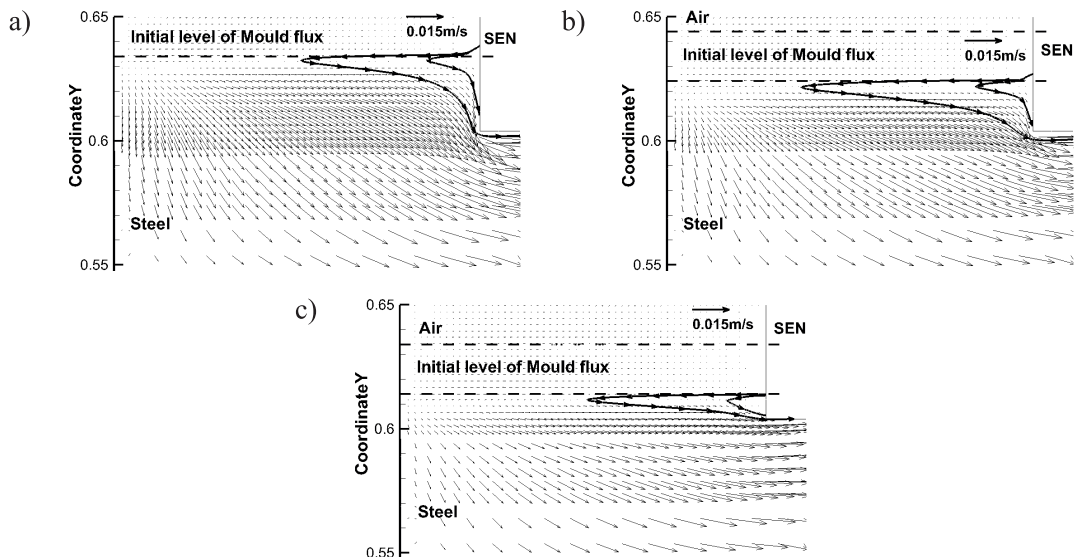 a)
0.65
0.015m/s
SEN
Initial level of Mould flux
CoordinateY
0.6
Steel
0.55
b)
0.65
Air
SEN
Initial level of Mould flux
0.015m/s
CoordinateY
0.6
Steel
0.55
c)
0.65
Air
0.015m/s
SEN
Initial level of Mould flux
CoordinateY
0.6
Steel
0.55